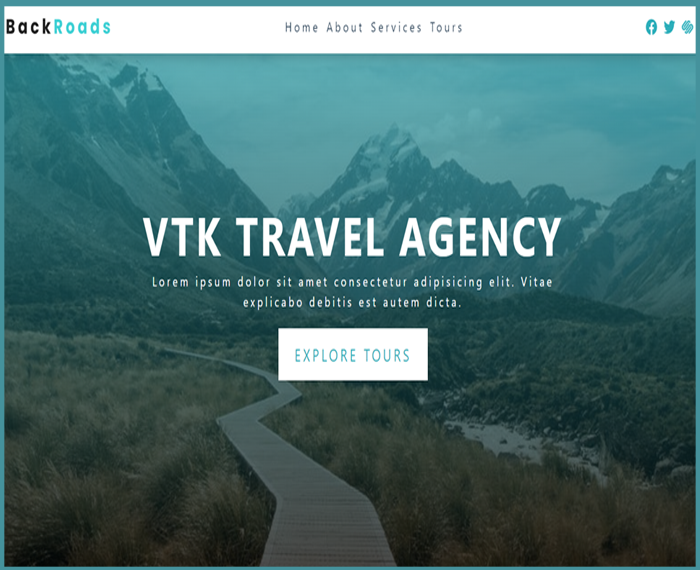 BackRoads
Home About Services Tours
VTK TRAVEL AGENCY
Lorem ipsum dolor sit amet consectetur adipisicing elit. Vitae
explicabo debitis est autem dicta.
EXPLORE TOURS